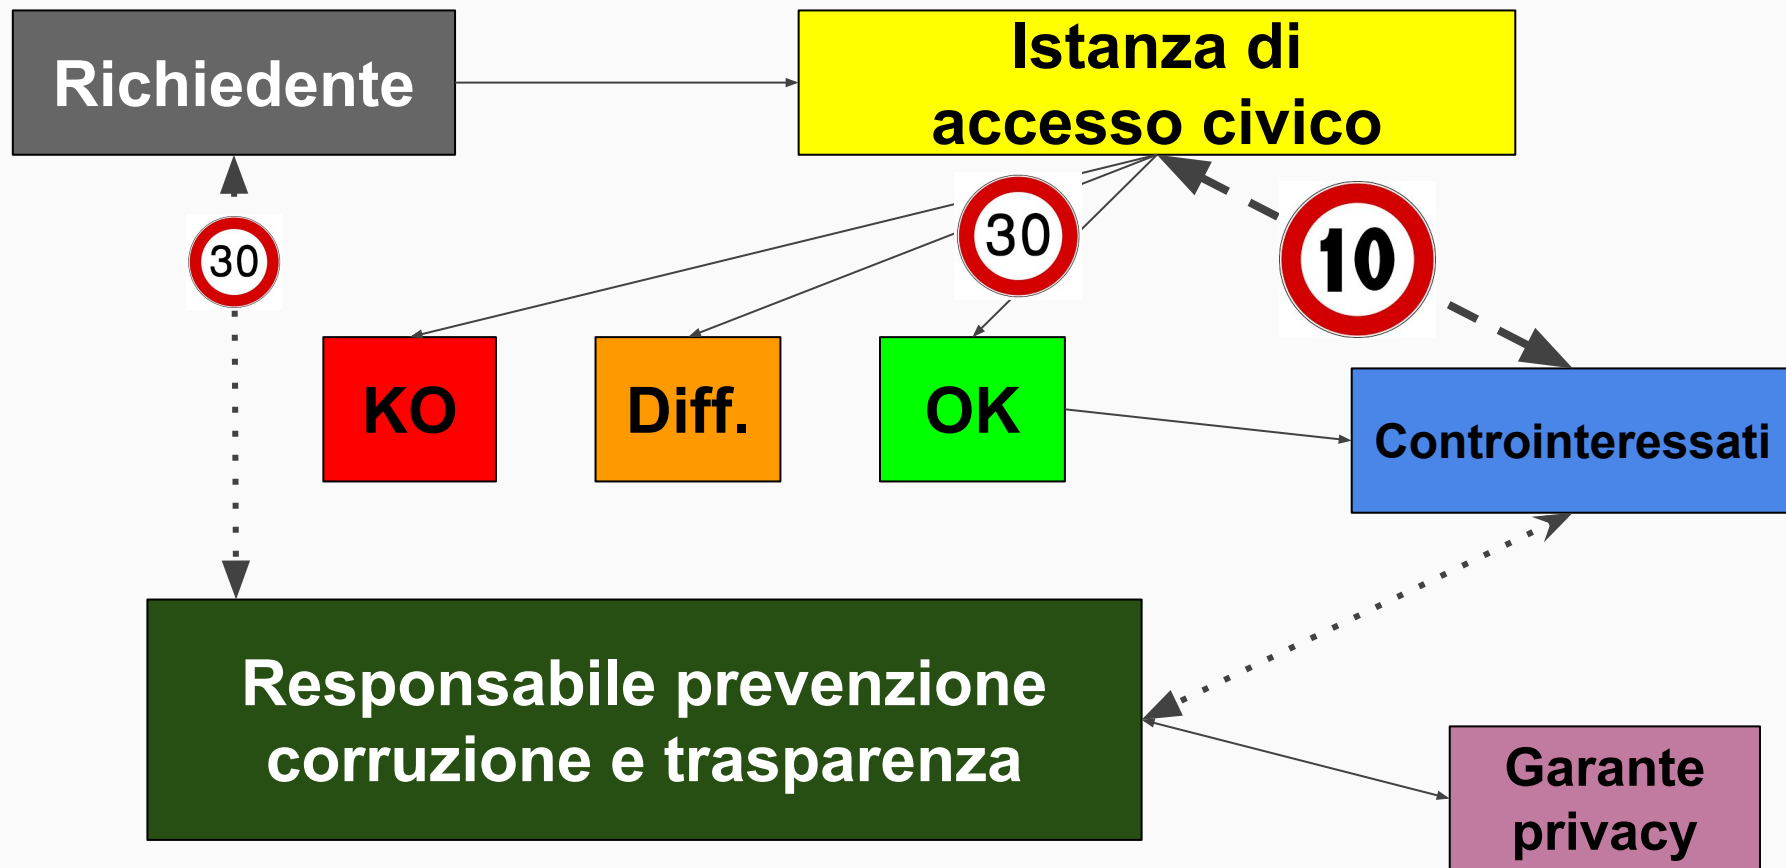 Richiedente
Istanza di
accesso civico
30
30
10
KO
Diff.
OK
Controinteressati
Responsabile prevenzione
corruzione e trasparenza
Garante
privacy